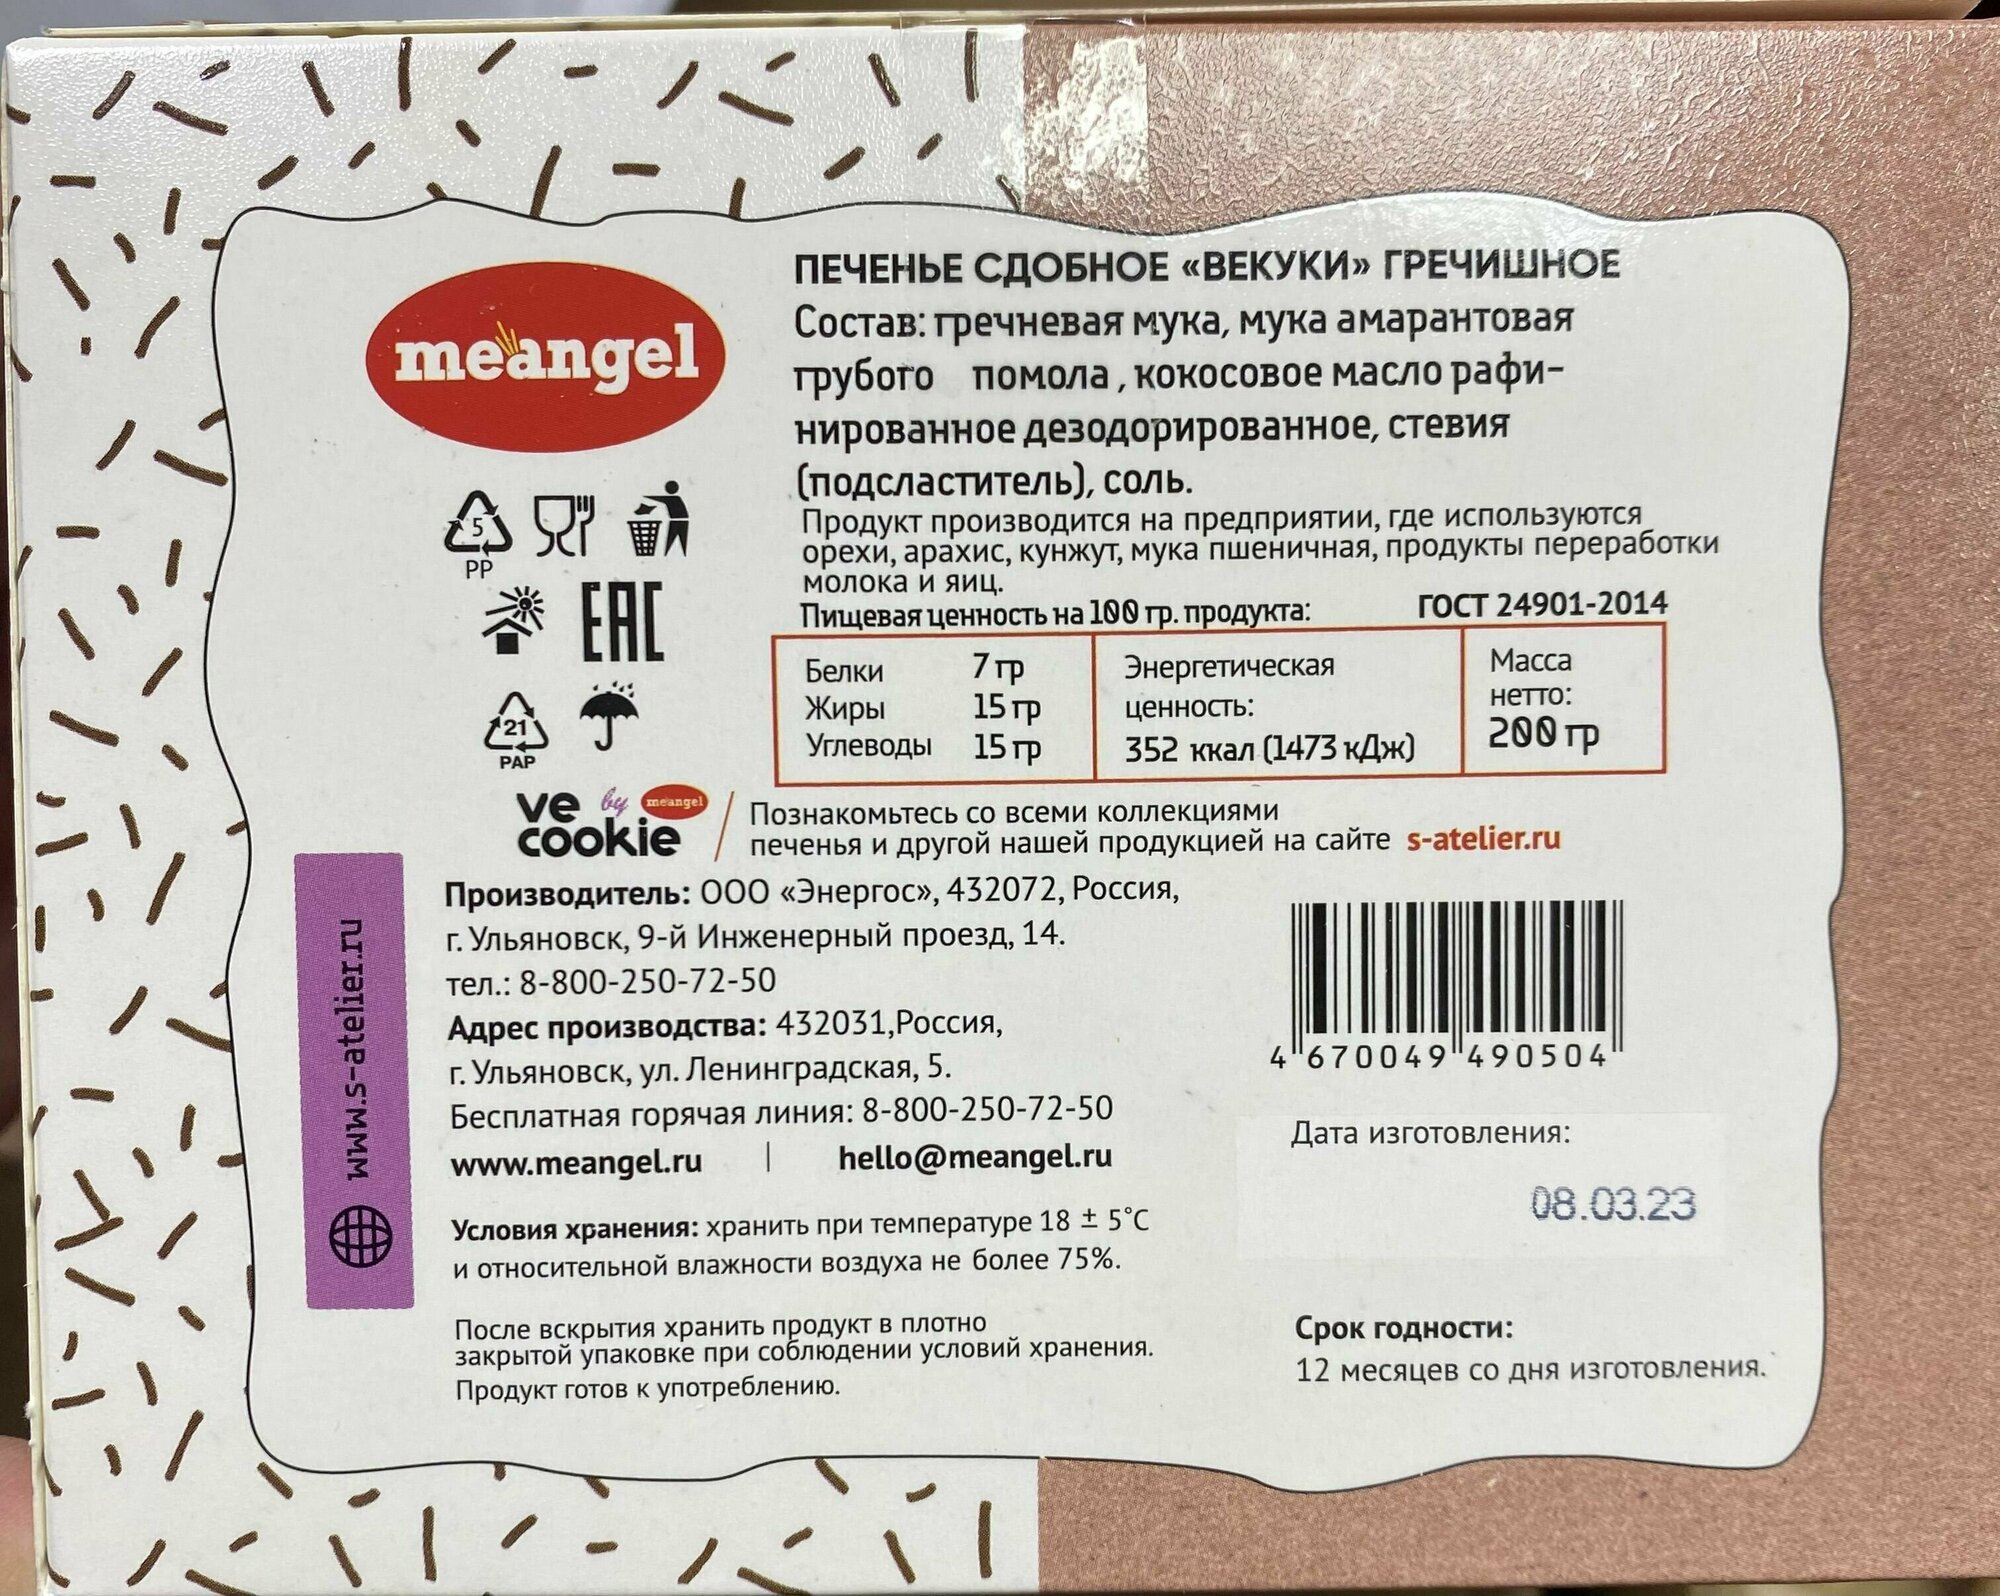 ПЕЧЕНЬЕ СДОБНОЕ «ВЕКУКИ» ГРЕЧИШНОЕ
Состав: гречневая мука, мука амарантовая
грубого помола , кокосовое масло рафи-
нированное дезодорированное, стевия
(подсластитель), соль.
Продукт производится на предприятии, где используются
орехи, арахис, кунжут, мука пшеничная, продукты переработки
молока и яиц.
Пищевая ценность на 100 гр. продукта:
ГОСТ 24901-2014
Белки 7 гр
Жиры 15 гр
Углеводы 15 гр
Энергетическая
ценность:
352 ккал (1473 кДж)
Масса
нетто:
200 гр
meangel
5
PP
EAC
21
PAP
ve by meangel
cookie
Познакомьтесь со всеми коллекциями
печенья и другой нашей продукцией на сайте s-atelier.ru
www.s-atelier.ru
Производитель: ООО «Энергос», 432072, Россия,
г. Ульяновск, 9-й Инженерный проезд, 14.
тел.: 8-800-250-72-50
Адрес производства: 432031,Россия,
г. Ульяновск, ул. Ленинградская, 5.
Бесплатная горячая линия: 8-800-250-72-50
www.meangel.ru | hello@meangel.ru
Условия хранения: хранить при температуре 18 ± 5°С
и относительной влажности воздуха не более 75%.
После вскрытия хранить продукт в плотно
закрытой упаковке при соблюдении условий хранения.
Продукт готов к употреблению.
4 670049 490504
Дата изготовления:
08.03.23
Срок годности:
12 месяцев со дня изготовления.